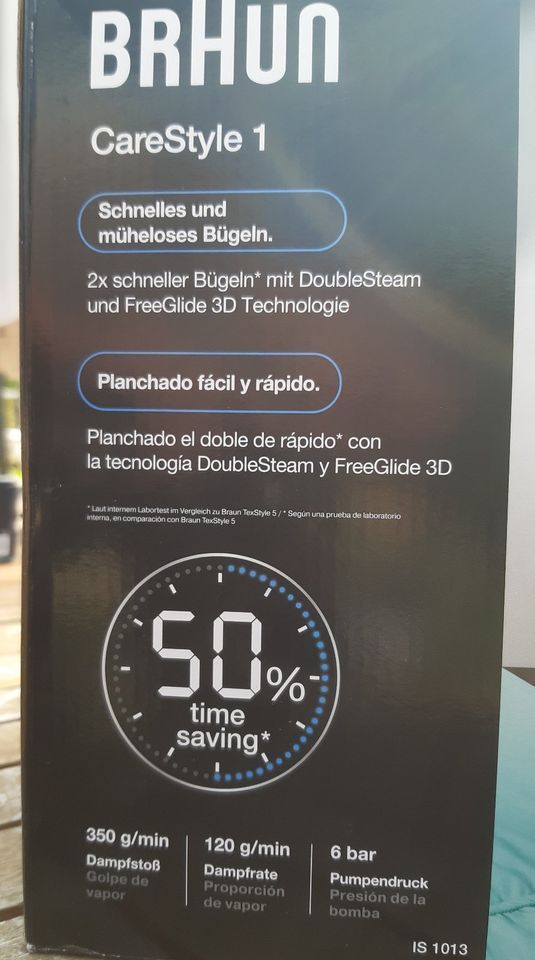 BRAUN
CareStyle 1
Schnelles und
müheloses Bügeln.
2x schneller Bügeln* mit DoubleSteam
und FreeGlide 3D Technologie
Planchado fácil y rápido.
Planchado el doble de rápido* con
la tecnología DoubleSteam y FreeGlide 3D
* Laut internem Labortest im Vergleich zu Braun TexStyle 5 / * Según una prueba de laboratorio
interna, en comparación con Braun TexStyle 5
50%
time
saving*
350 g/min
Dampfstoß
Golpe de
vapor
120 g/min
Dampfrate
Proporción
de vapor
6 bar
Pumpendruck
Presión de la
bomba
IS 1013